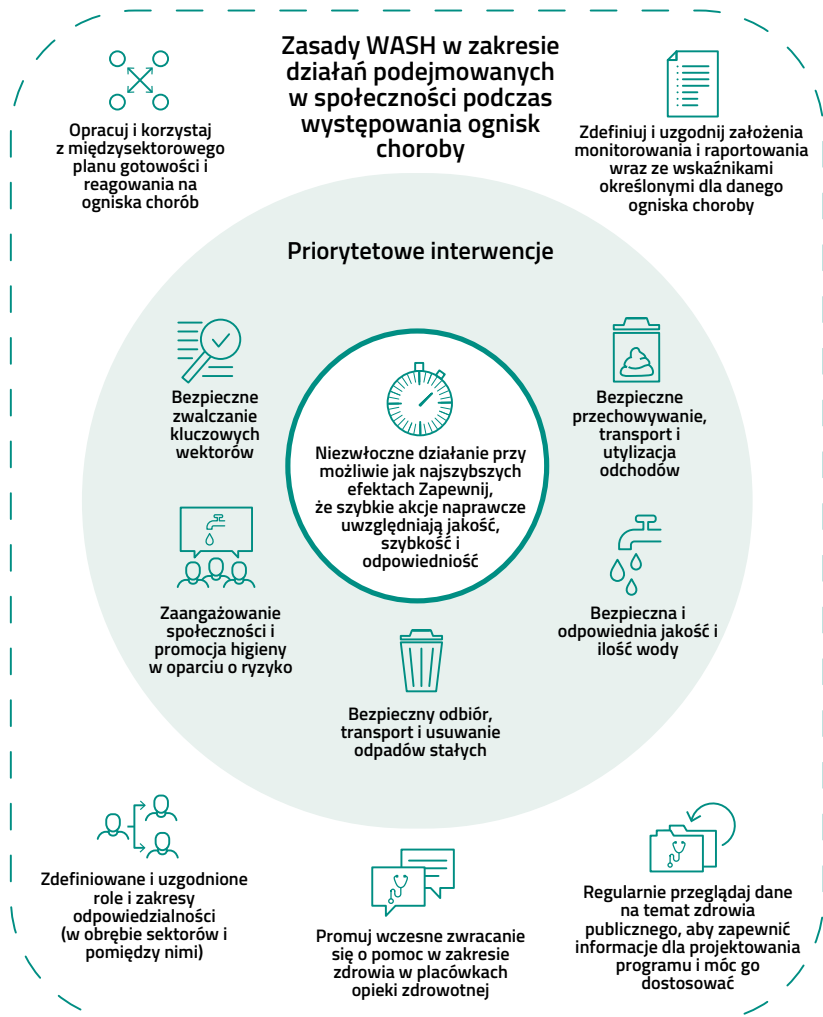 Zasady WASH w zakresie
działań podejmowanych
w społeczności podczas
występowania ognisk
choroby
Opracuj i korzystaj
z międzysektorowego
planu gotowości i
reagowania na
ogniska chorób
Zdefiniuj i uzgodnij założenia
monitorowania i raportowania
wraz ze wskaźnikami
określonymi dla danego
ogniska choroby
Priorytetowe interwencje
Bezpieczne
zwalczanie
kluczowych
wektorów
Niezwłoczne działanie przy
możliwie jak najszybszych
efektach Zapewnij,
że szybkie akcje naprawcze
uwzględniają jakość,
szybkość i
odpowiedniość
Bezpieczne
przechowywanie,
transport i
utylizacja
odchodów
Zaangażowanie
społeczności i
promocja higieny
w oparciu o ryzyko
Bezpieczna i
odpowiednia jakość i
ilość wody
Bezpieczny odbiór,
transport i usuwanie
odpadów stałych
Zdefiniowane i uzgodnione
role i zakresy
odpowiedzialności
(w obrębie sektorów i
pomiędzy nimi)
Promuj wczesne zwracanie
się o pomoc w zakresie
zdrowia w placówkach
opieki zdrowotnej
Regularnie przeglądaj dane
na temat zdrowia
publicznego, aby zapewnić
informacje dla projektowania
programu i móc go
dostosować